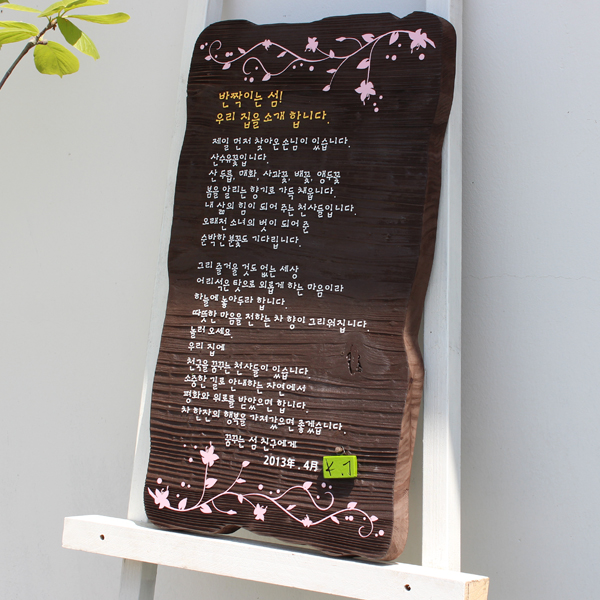 반짝이는 섬!
우리 집을 소개 합니다.
제일 먼저 찾아온 손님이 있습니다.
산수유꽃입니다.
산두릅, 매화, 사과꽃, 배꽃, 앵두꽃
봄을 알리는 향기로 가득 채웁니다.
내 삶의 힘이 되어 주는 천사들입니다.
오래전 소녀의 벗이 되어 준
순박한 분꽃도 기다립니다.
그리 즐거울 것도 없는 세상
어리석은 탓으로 외롭게 하는 마음이라
하늘에 놓아두라 합니다.
따뜻한 마음을 전하는 차 향이 그리워집니다.
놀러 오세요.
우리 집에
천국을 꿈꾸는 천사들이 있습니다.
소중한 길로 안내하는 자연에서
평화와 위로를 받았으면 합니다.
차 한잔의 행복을 가져갔으면 좋겠습니다.
꿈꾸는 섬 친구에게
2013年. 4月
K.J